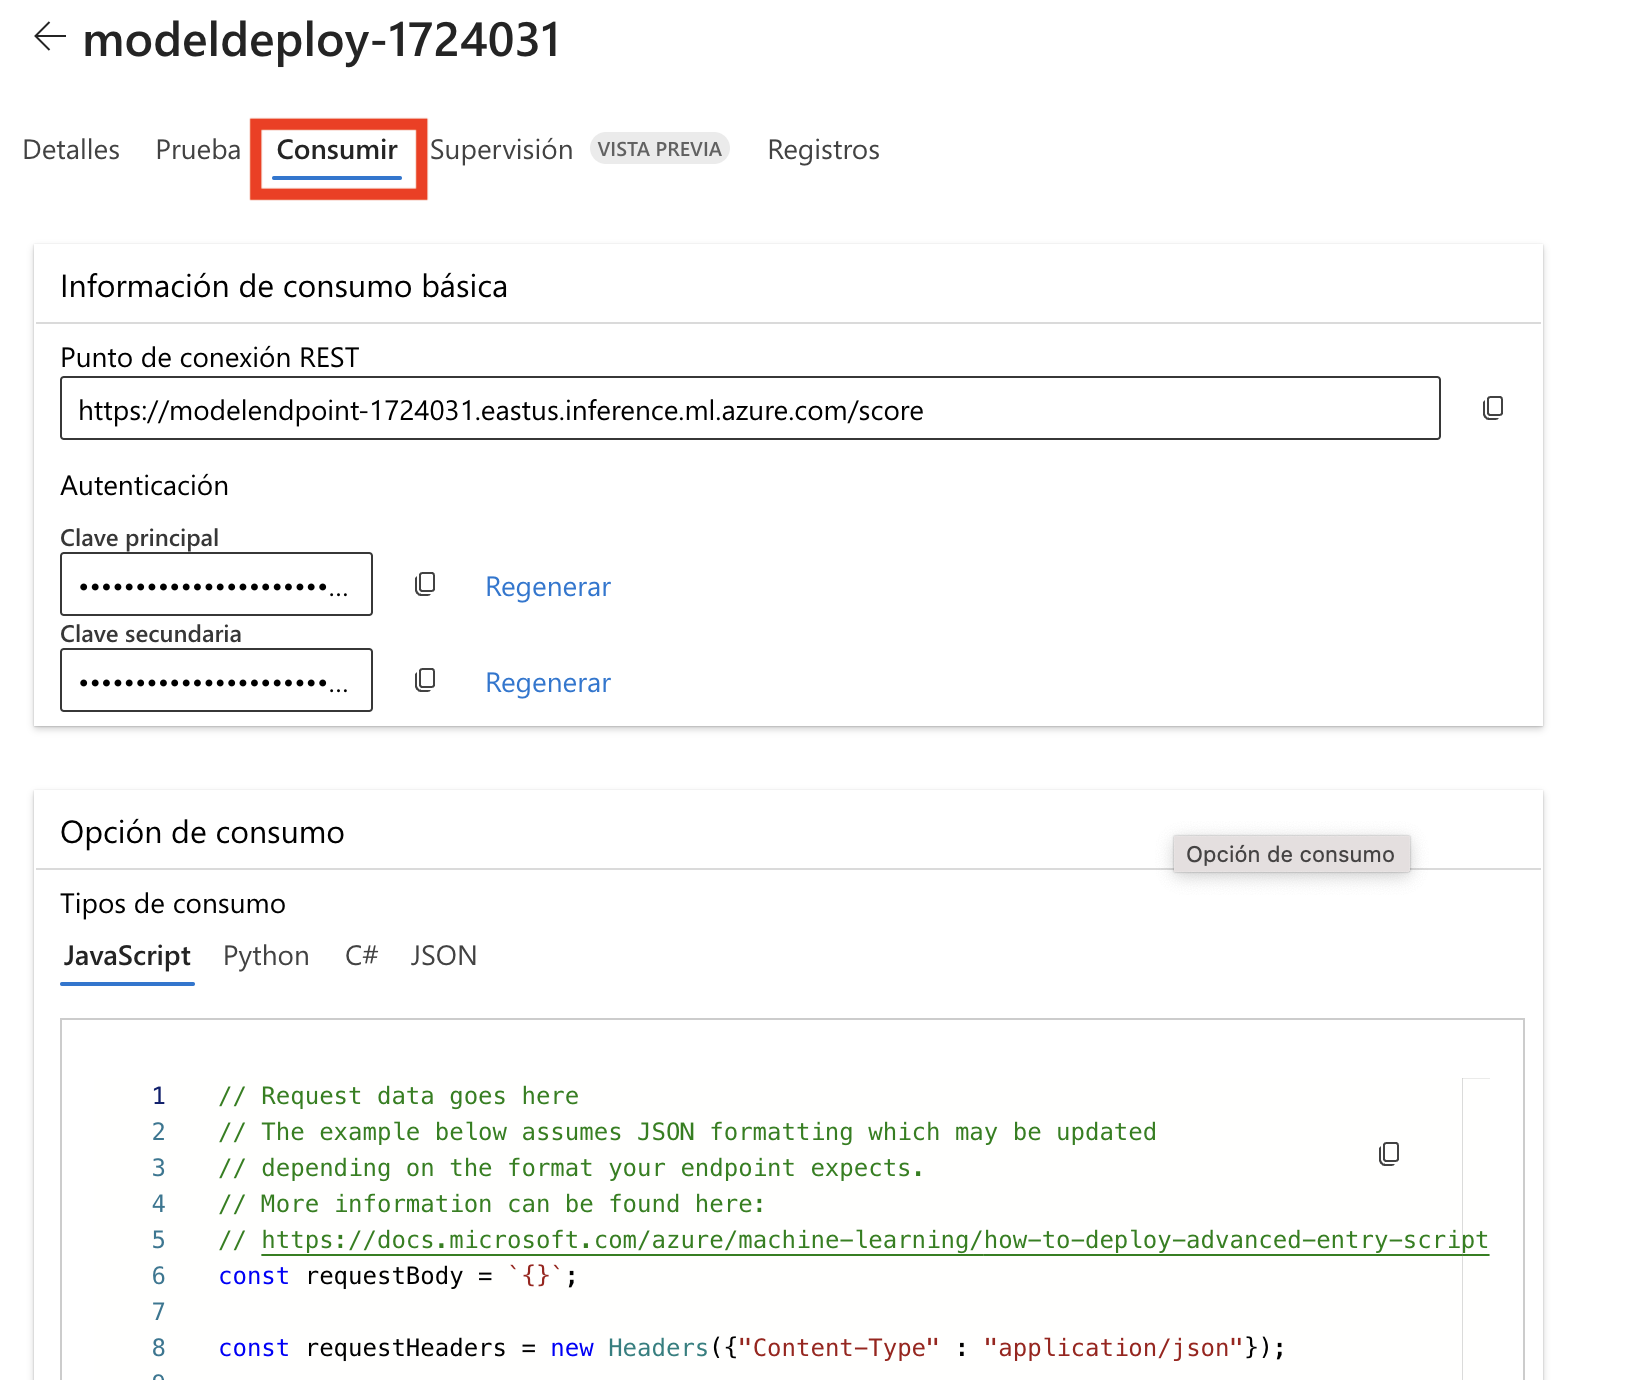 modeldeploy-1724031
Detalles Prueba Consumir Supervisión VISTA PREVIA Registros
Información de consumo básica
Punto de conexión REST
https://modelendpoint-1724031.eastus.inference.ml.azure.com/score
Autenticación
Clave principal
••••••••••••••••••••••...
Regenerar
Clave secundaria
••••••••••••••••••••••...
Regenerar
Opción de consumo
Opción de consumo
Tipos de consumo
JavaScript Python C# JSON
1 // Request data goes here
2 // The example below assumes JSON formatting which may be updated
3 // depending on the format your endpoint expects.
4 // More information can be found here:
5 // https://docs.microsoft.com/azure/machine-learning/how-to-deploy-advanced-entry-script
6 const requestBody = `{}`;
7
8 const requestHeaders = new Headers({"Content-Type" : "application/json"});